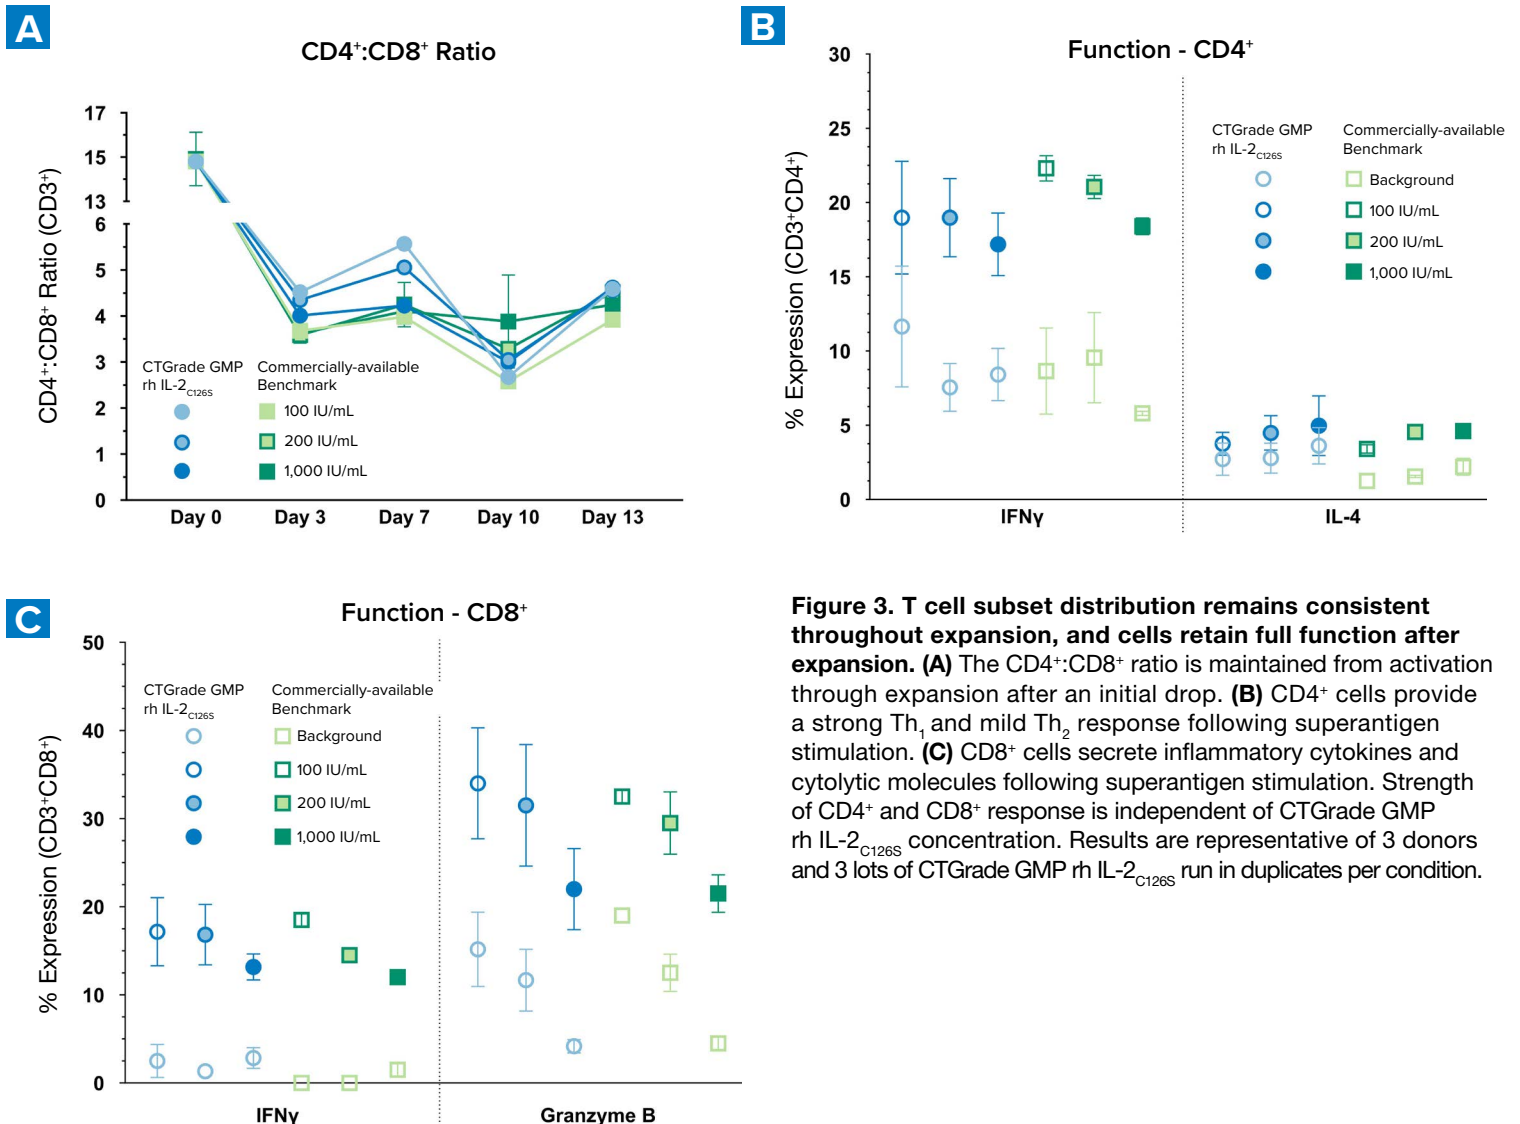 A
CD4⁺:CD8⁺ Ratio
CD4⁺:CD8⁺ Ratio (CD3⁺)
17
15
13
6
5
4
3
2
1
0
CTGrade GMP
rh IL-2C126S
Commercially-available
Benchmark
100 IU/mL
200 IU/mL
1,000 IU/mL
Day 0 Day 3 Day 7 Day 10 Day 13
B
Function - CD4⁺
% Expression (CD3⁺CD4⁺)
30
25
20
15
10
5
0
CTGrade GMP
rh IL-2C126S
Commercially-available
Benchmark
Background
100 IU/mL
200 IU/mL
1,000 IU/mL
IFNγ IL-4
C
Function - CD8⁺
% Expression (CD3⁺CD8⁺)
50
40
30
20
10
0
CTGrade GMP
rh IL-2C126S
Commercially-available
Benchmark
Background
100 IU/mL
200 IU/mL
1,000 IU/mL
IFNγ Granzyme B
Figure 3. T cell subset distribution remains consistent
throughout expansion, and cells retain full function after
expansion. (A) The CD4⁺:CD8⁺ ratio is maintained from activation
through expansion after an initial drop. (B) CD4⁺ cells provide
a strong Th₁ and mild Th₂ response following superantigen
stimulation. (C) CD8⁺ cells secrete inflammatory cytokines and
cytolytic molecules following superantigen stimulation. Strength
of CD4⁺ and CD8⁺ response is independent of CTGrade GMP
rh IL-2C126S concentration. Results are representative of 3 donors
and 3 lots of CTGrade GMP rh IL-2C126S run in duplicates per condition.